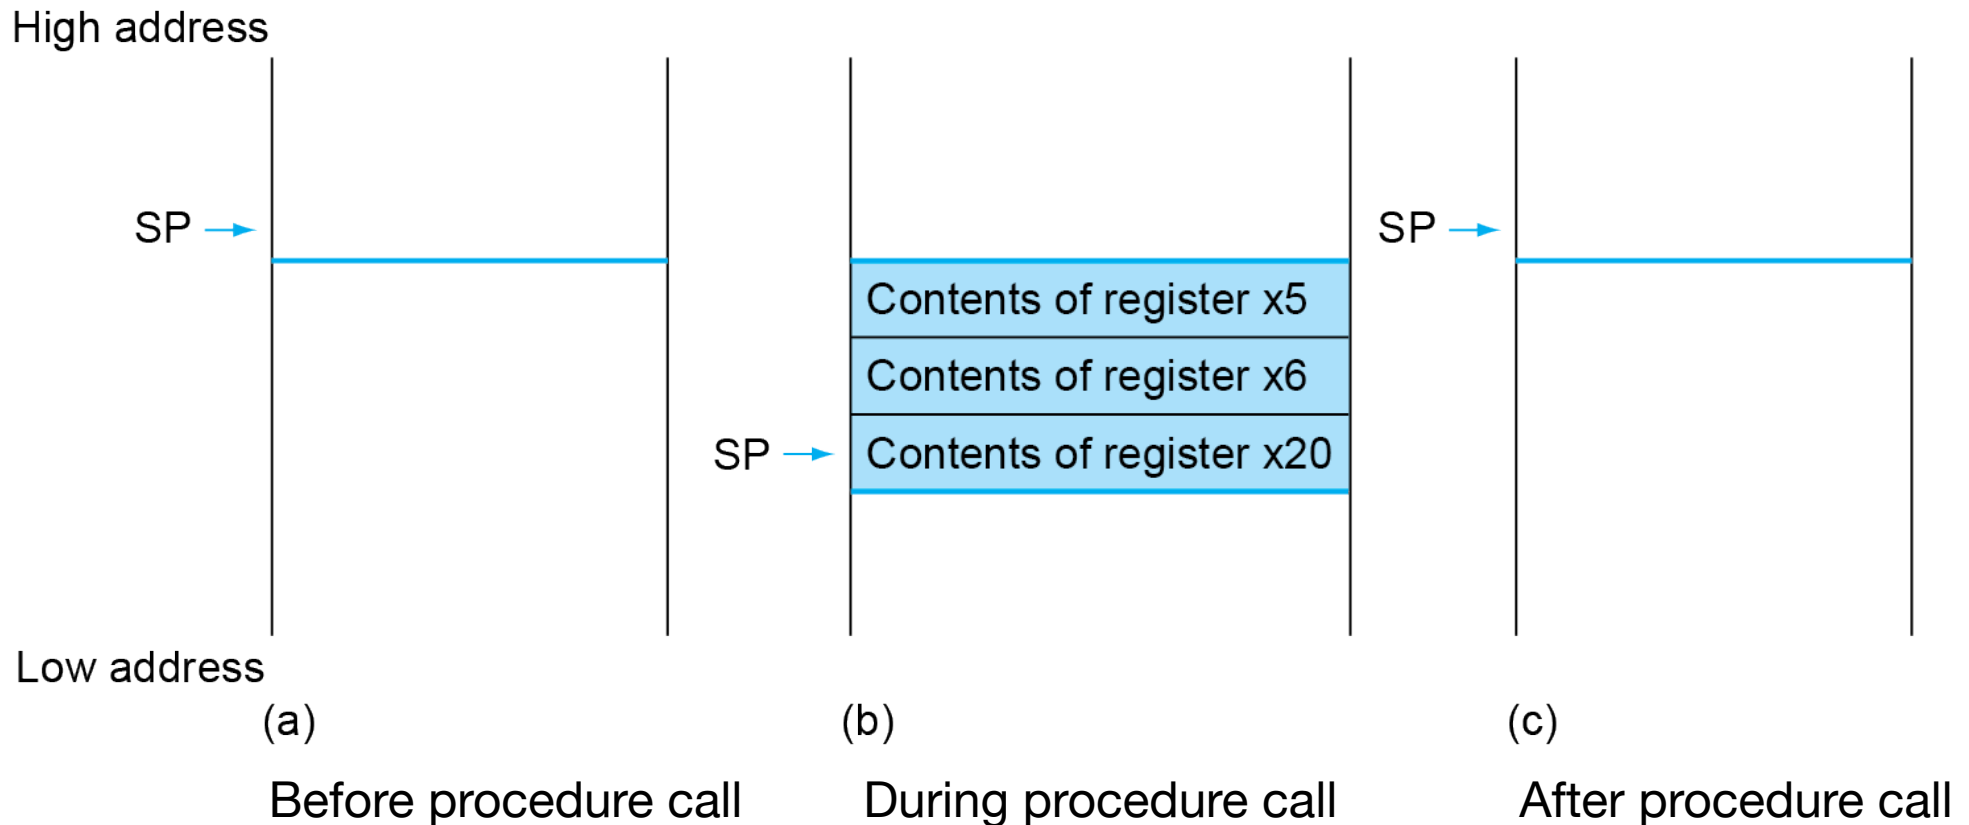 High address
SP
SP
Contents of register x5
Contents of register x6
SP
Contents of register x20
Low address
(a)
(b)
(c)
Before procedure call
During procedure call
After procedure call